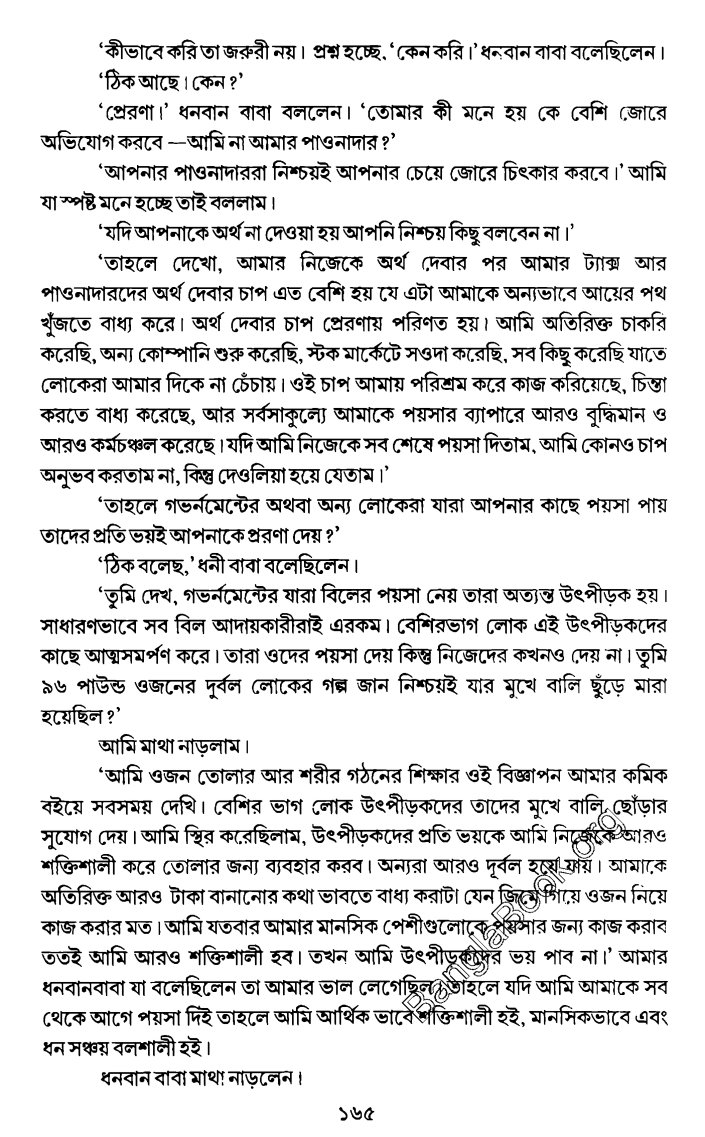 ‘কীভাবে করি তা জরুরী নয়। প্রশ্ন হচ্ছে, ‘কেন করি।’ ধনবান বাবা বলেছিলেন।
‘ঠিক আছে। কেন?’
‘প্রেরণা।’ ধনবান বাবা বললেন। ‘তোমার কী মনে হয় কে বেশি জোরে
অভিযোগ করবে —আমি না আমার পাওনাদার?’
‘আপনার পাওনাদাররা নিশ্চয়ই আপনার চেয়ে জোরে চিৎকার করবে।’ আমি
যা স্পষ্ট মনে হচ্ছে তাই বললাম।
‘যদি আপনাকে অর্থ না দেওয়া হয় আপনি নিশ্চয় কিছু বলবেন না।’
‘তাহলে দেখো, আমার নিজেকে অর্থ দেবার পর আমার ট্যাক্স আর
পাওনাদারদের অর্থ দেবার চাপ এত বেশি হয় যে এটা আমাকে অন্যভাবে আয়ের পথ
খুঁজতে বাধ্য করে। অর্থ দেবার চাপ প্রেরণায় পরিণত হয়। আমি অতিরিক্ত চাকরি
করেছি, অন্য কোম্পানি শুরু করেছি, স্টক মার্কেটে সওদা করেছি, সব কিছু করেছি যাতে
লোকেরা আমার দিকে না চেঁচায়। ওই চাপ আমায় পরিশ্রম করে কাজ করিয়েছে, চিন্তা
করতে বাধ্য করেছে, আর সর্বসাকুল্যে আমাকে পয়সার ব্যাপারে আরও বুদ্ধিমান ও
আরও কর্মচঞ্চল করেছে। যদি আমি নিজেকে সব শেষে পয়সা দিতাম, আমি কোনও চাপ
অনুভব করতাম না, কিন্তু দেওলিয়া হয়ে যেতাম।’
‘তাহলে গভর্নমেন্টের অথবা অন্য লোকেরা যারা আপনার কাছে পয়সা পায়
তাদের প্রতি ভয়ই আপনাকে প্ররণা দেয়?’
‘ঠিক বলেছ,’ ধনী বাবা বলেছিলেন।
‘তুমি দেখ, গভর্নমেন্টের যারা বিলের পয়সা নেয় তারা অত্যন্ত উৎপীড়ক হয়।
সাধারণভাবে সব বিল আদায়কারীরাই এরকম। বেশিরভাগ লোক এই উৎপীড়কদের
কাছে আত্মসমর্পণ করে। তারা ওদের পয়সা দেয় কিন্তু নিজেদের কখনও দেয় না। তুমি
৯৬ পাউন্ড ওজনের দুর্বল লোকের গল্প জান নিশ্চয়ই যার মুখে বালি ছুঁড়ে মারা
হয়েছিল?’
আমি মাথা নাড়লাম।
‘আমি ওজন তোলার আর শরীর গঠনের শিক্ষার ওই বিজ্ঞাপন আমার কমিক
বইয়ে সবসময় দেখি। বেশির ভাগ লোক উৎপীড়কদের তাদের মুখে বালি ছোঁড়ার
সুযোগ দেয়। আমি স্থির করেছিলাম, উৎপীড়কদের প্রতি ভয়কে আমি নিজেকে আরও
শক্তিশালী করে তোলার জন্য ব্যবহার করব। অন্যরা আরও দুর্বল হয়ে যায়। আমাকে
অতিরিক্ত আরও টাকা বানানোর কথা ভাবতে বাধ্য করাটা যেন জিমে গিয়ে ওজন নিয়ে
কাজ করার মত। আমি যতবার আমার মানসিক পেশীগুলোকে পয়সার জন্য কাজ করাব
ততই আমি আরও শক্তিশালী হব। তখন আমি উৎপীড়কদের ভয় পাব না।’ আমার
ধনবানবাবা যা বলেছিলেন তা আমার ভাল লেগেছিল। তাহলে যদি আমি আমাকে সব
থেকে আগে পয়সা দিই তাহলে আমি আর্থিক ভাবে শক্তিশালী হই, মানসিকভাবে এবং
ধন সঞ্চয় বলশালী হই।
ধনবান বাবা মাথা নাড়লেন।
১৬৫
BanglaBook.org